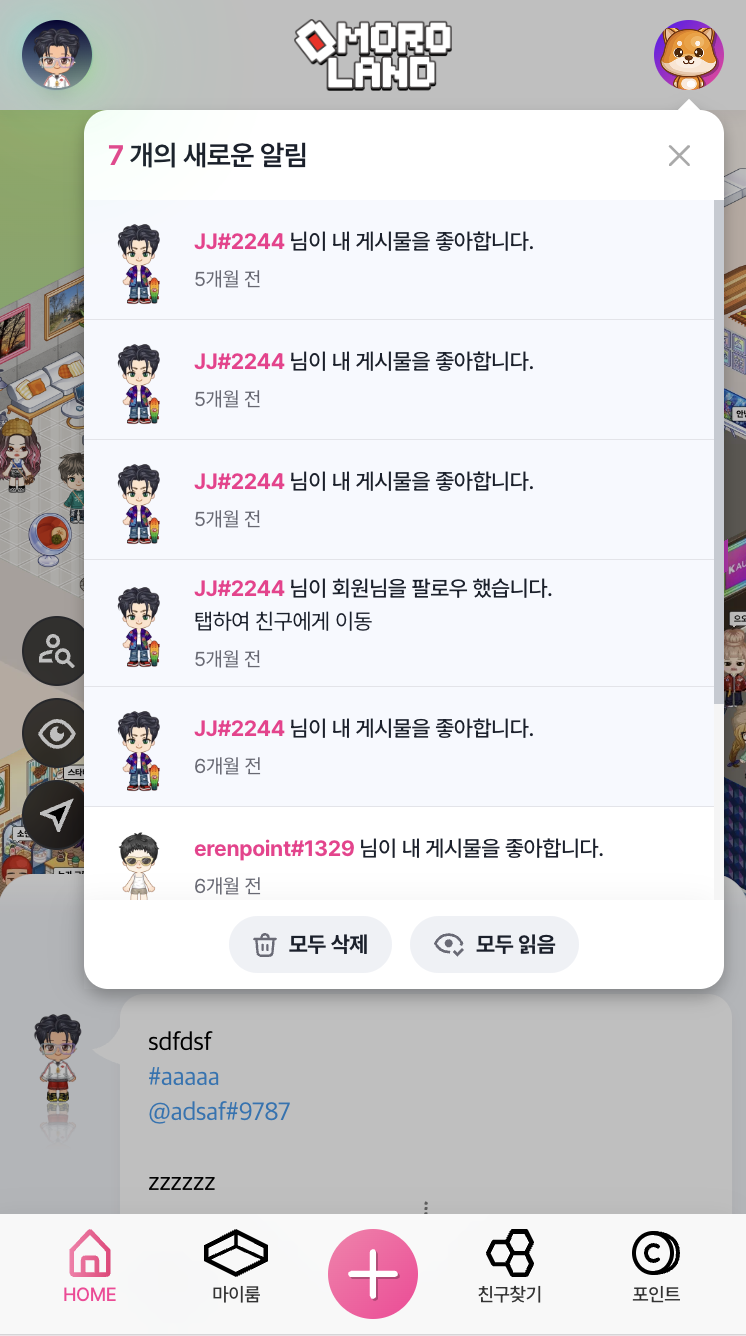 OMORO
LAND
7 개의 새로운 알림
JJ#2244 님이 내 게시물을 좋아합니다.
5개월 전
JJ#2244 님이 내 게시물을 좋아합니다.
5개월 전
JJ#2244 님이 내 게시물을 좋아합니다.
5개월 전
JJ#2244 님이 회원님을 팔로우 했습니다.
탭하여 친구에게 이동
5개월 전
JJ#2244 님이 내 게시물을 좋아합니다.
6개월 전
erenpoint#1329 님이 내 게시물을 좋아합니다.
6개월 전
모두 삭제
모두 읽음
sdfdsf
#aaaaa
@adsaf#9787
zzzzzz
HOME
마이룸
친구찾기
포인트